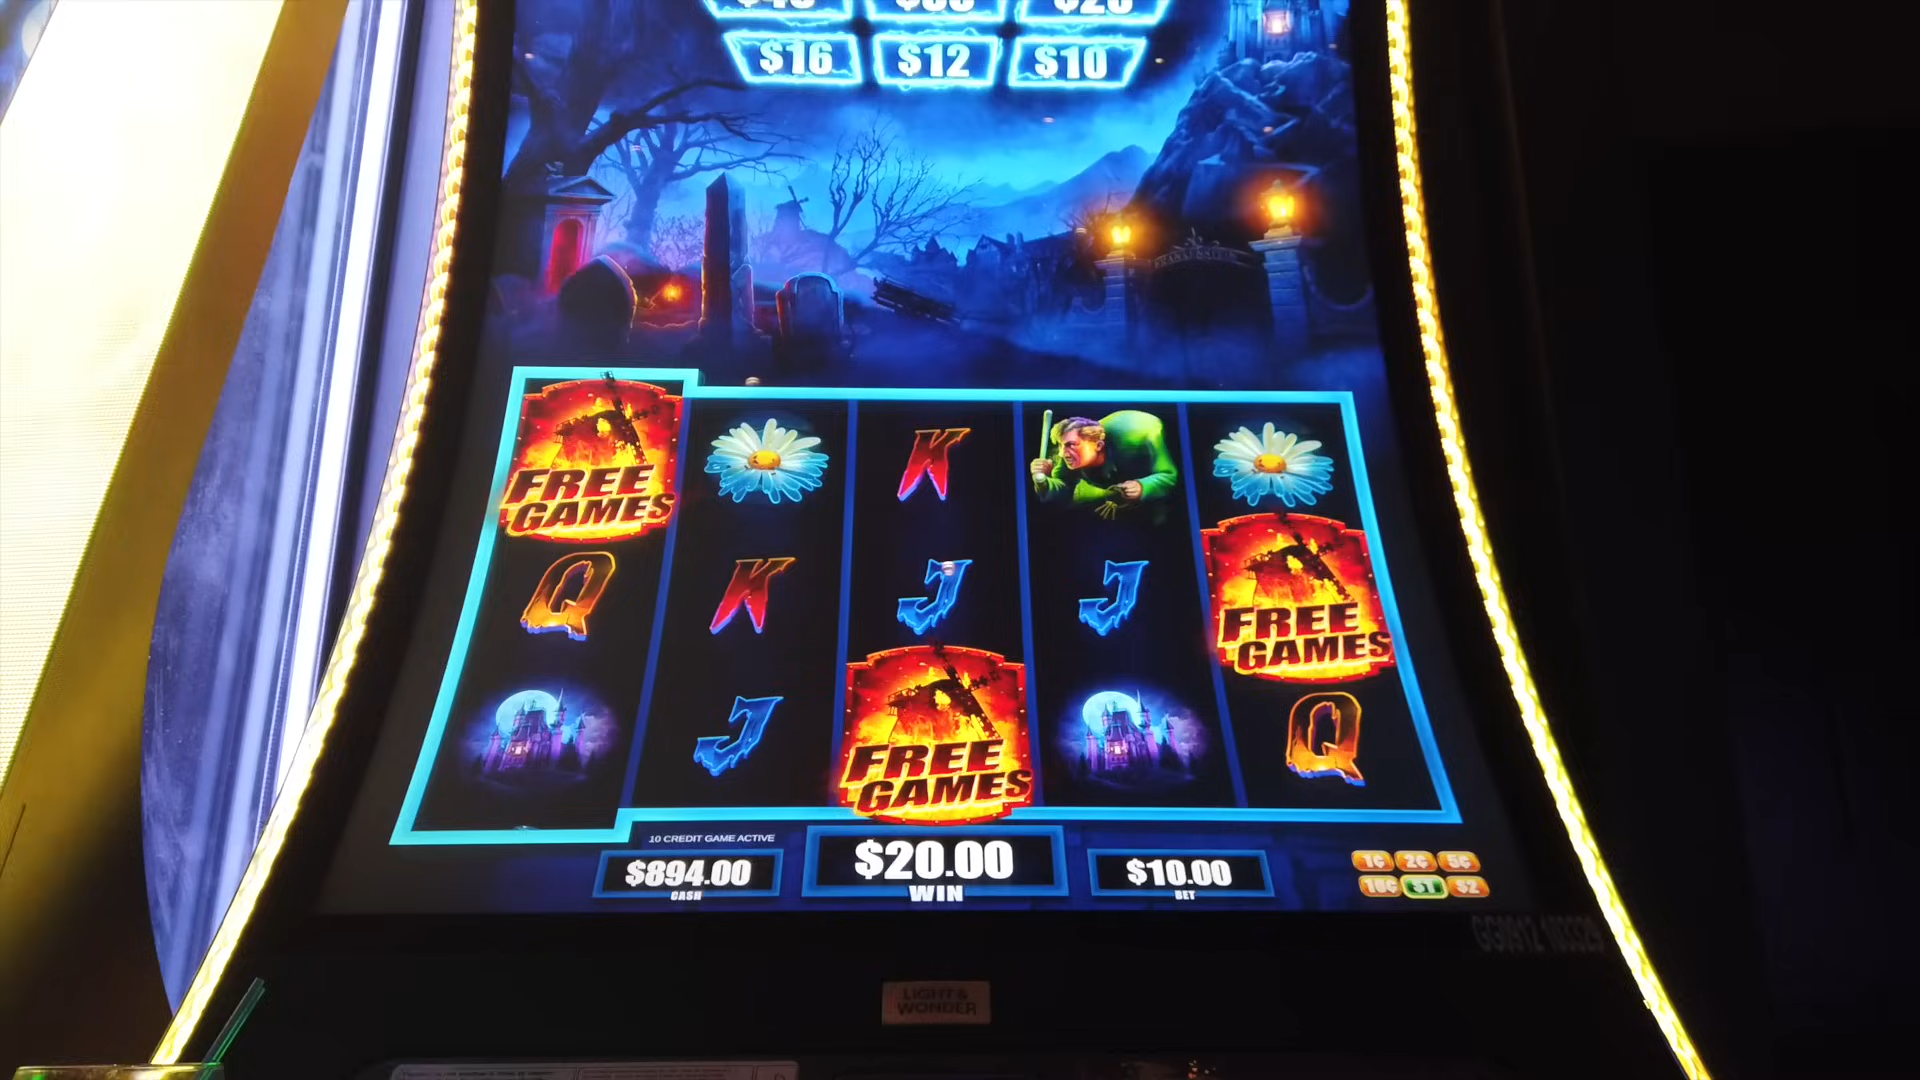 $16 $12 $10
FRANKENSTEIN
FREE
GAMES
K
Q
K
J
J
FREE
GAMES
J
FREE
GAMES
Q
10 CREDIT GAME ACTIVE
$894.00
CASH
$20.00
WIN
$10.00
BET
1¢ 2¢ 5¢
10¢ $1 $2
LIGHT &
WONDER